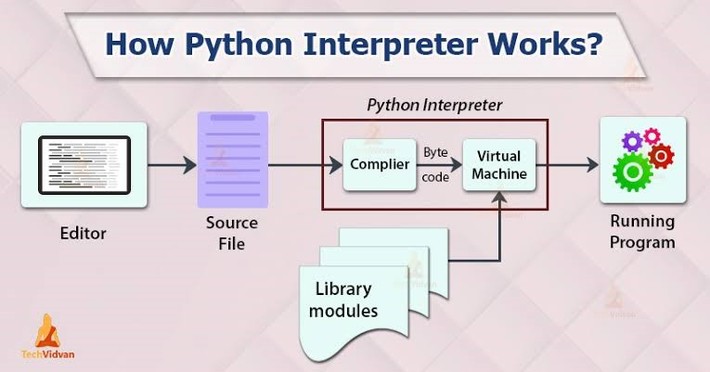 How Python Interpreter Works?
Python Interpreter
Complier
Byte
code
Virtual
Machine
Editor
Source
File
Running
Program
Library
modules
TechVidvan